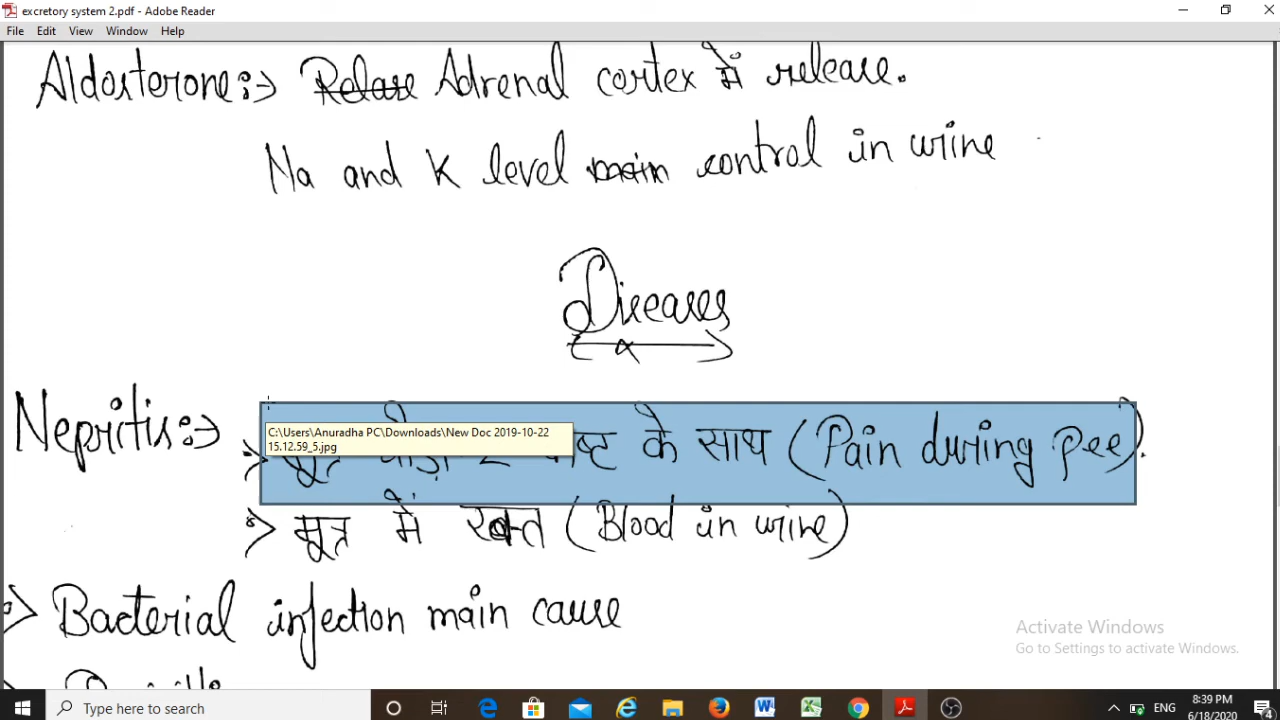 excretory system 2.pdf - Adobe Reader
File Edit View Window Help
Aldosterone:→ Adrenal cortex में release.
Na and K level control in urine
Diseases
Nepritis:→
C:\Users\Anuradha PC\Downloads\New Doc 2019-10-22
15.12.59_5.jpg
के साथ (Pain during pee).
> मूत्र में रक्त (Blood in urine)
:> Bacterial infection main cause
Activate Windows
Go to Settings to activate Windows.
Type here to search
ENG
8:39 PM
6/18/2020
4